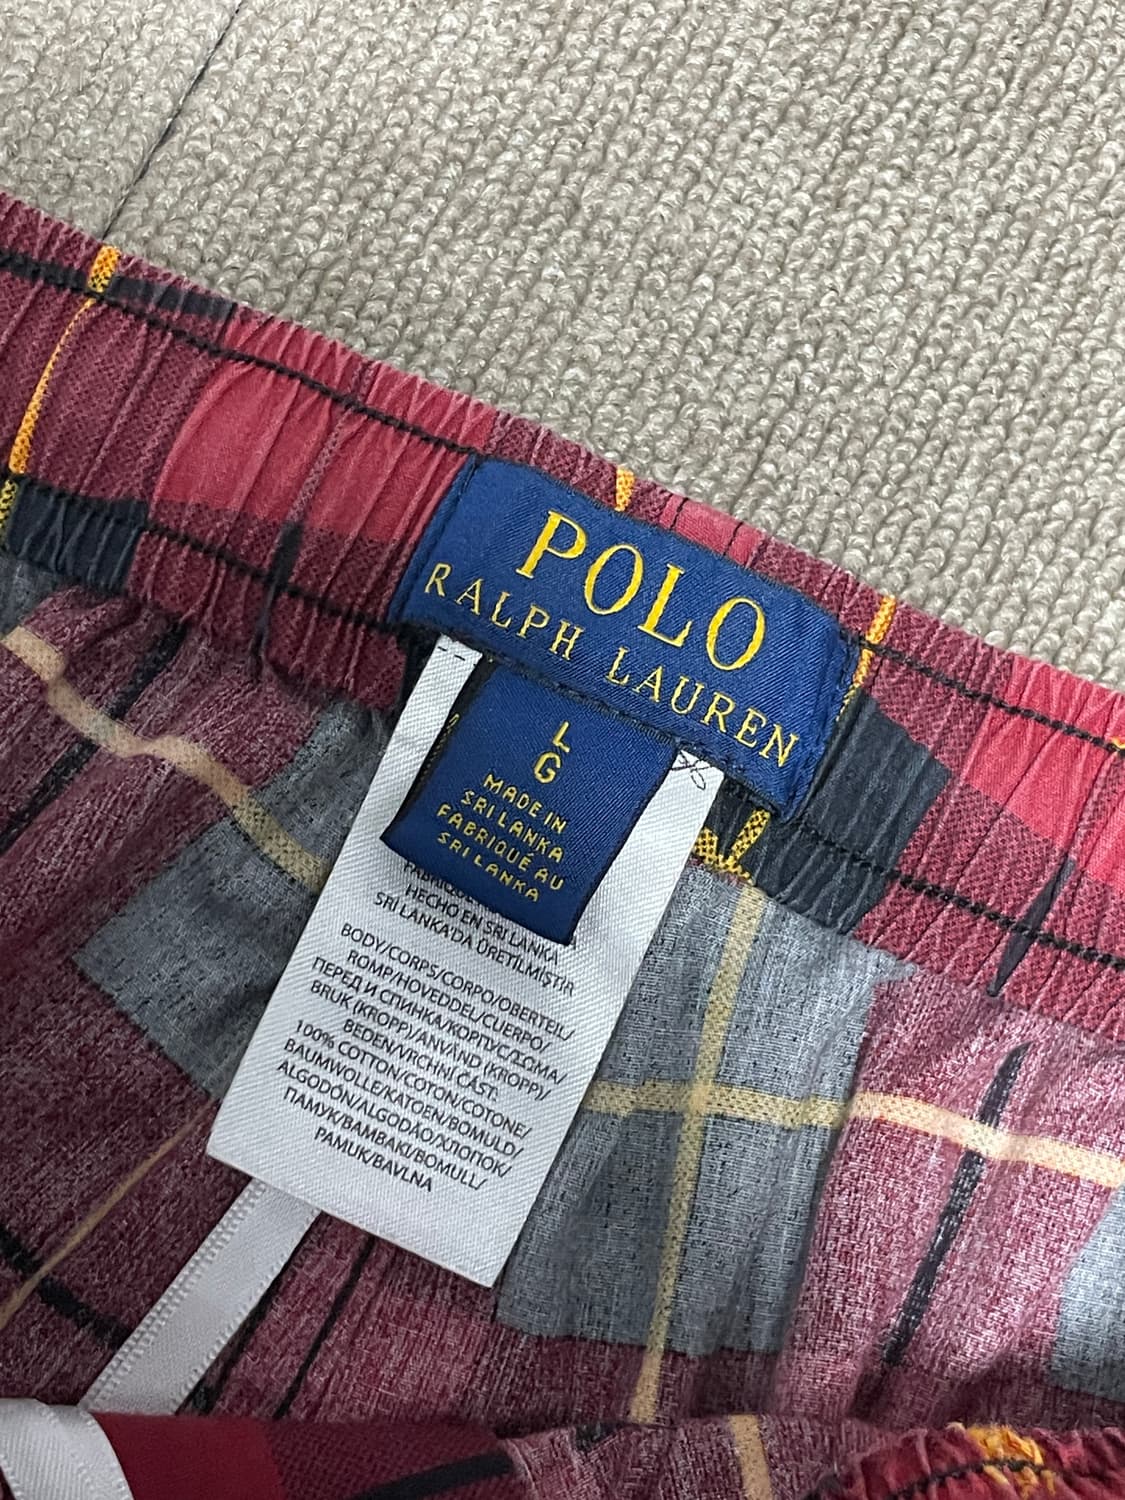 POLO
RALPH LAUREN
L
G
MADE IN
SRI LANKA
FABRIQUÉ AU
SRI LANKA
HECHO EN SRI LANKA
SRI LANKA'DA ÜRETİLMİŞTİR
BODY/CORPS/CORPO/OBERTEIL/
ROMP/HOVEDDEL/CUERPO/
ПЕРЕД И СПИНКА/КОРПУС/ΣΩΜΑ/
BRUK (KROPP)/ANVÄND (KROPP)/
BEDEN/VRCHNÍ ČÁST:
100% COTTON/COTON/COTONE/
BAUMWOLLE/KATOEN/BOMULD/
ALGODÓN/ALGODÃO/ХЛОПОК/
ПАМУК/ΒΑΜΒΑΚΙ/BOMULL/
PAMUK/BAVLNA